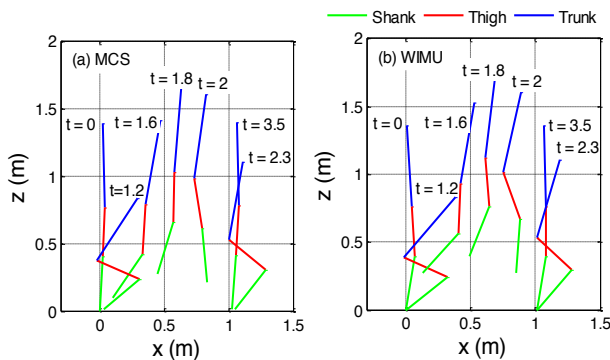 Shank Thigh Trunk
(a) MCS
t = 0
t = 1.6
t = 1.8
t = 2
t = 3.5
t = 2.3
t=1.2
z (m)
2
1.5
1
0.5
0
0 0.5 1 1.5
x (m)
(b) WIMU
t = 0
t = 1.6
t = 1.8
t = 2
t = 3.5
t = 2.3
t = 1.2
z (m)
2
1.5
1
0.5
0
0 0.5 1 1.5
x (m)